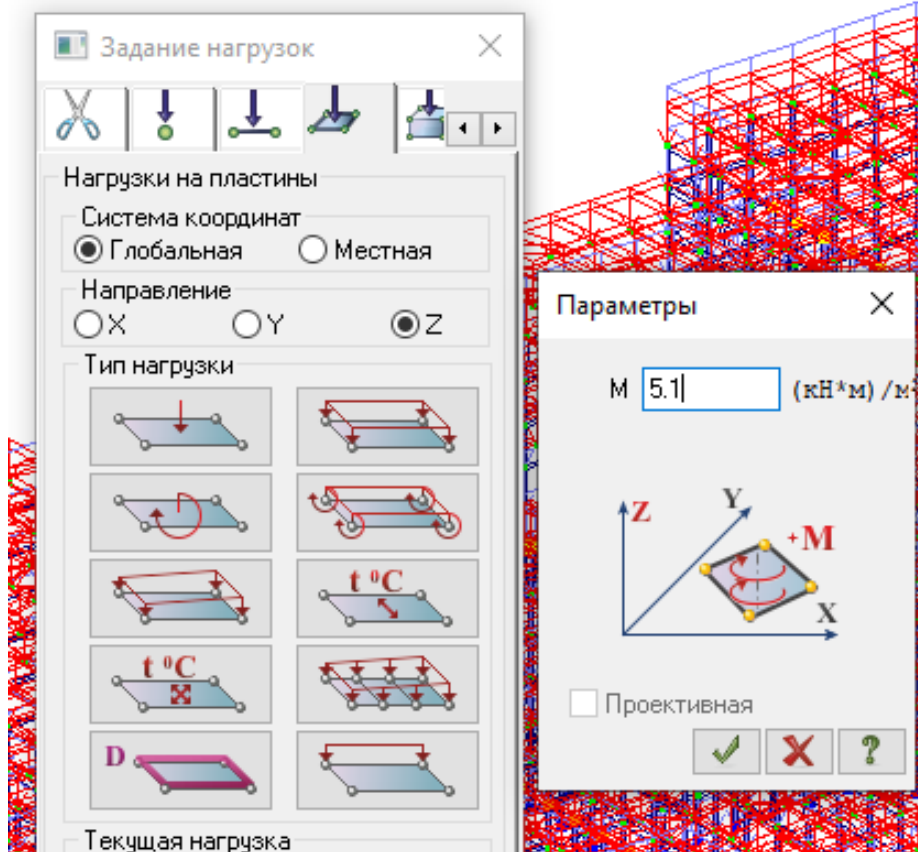 Задание нагрузок
Нагрузки на пластины
Система координат
Глобальная
Местная
Направление
X
Y
Z
Тип нагрузки
t ⁰C
t ⁰C
D
Текущая нагрузка
Параметры
M 5.1 (кН*м)/м
Z
Y
+M
X
Проективная
?